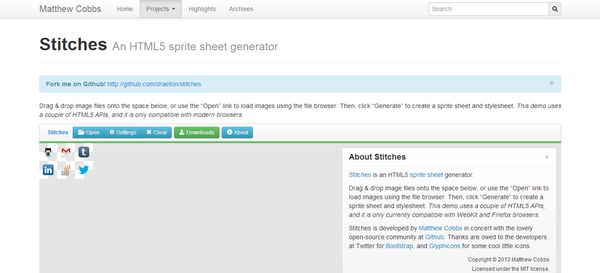 Matthew Cobbs Home Projects Highlights Archives Search
Stitches An HTML5 sprite sheet generator
Fork me on Github! http://github.com/draeton/stitches ×
Drag & drop image files onto the space below, or use the "Open" link to load images using the file browser. Then, click "Generate" to create a sprite sheet and stylesheet. This demo uses
a couple of HTML5 APIs, and it is only compatible with modern browsers.
Stitches Open Settings Clear Downloads About
About Stitches ×
Stitches is an HTML5 sprite sheet generator.
Drag & drop image files onto the space below, or use the "Open" link to
load images using the file browser. Then, click "Generate" to create a
sprite sheet and stylesheet. This demo uses a couple of HTML5 APIs,
and it is only currently compatible with WebKit and Firefox browsers.
Stitches is developed by Matthew Cobbs in concert with the lovely
open-source community at Github. Thanks are owed to the developers
at Twitter for Bootstrap, and Glyphicons for some cool little icons.
Copyright © 2013 Matthew Cobbs
Licensed under the MIT license.